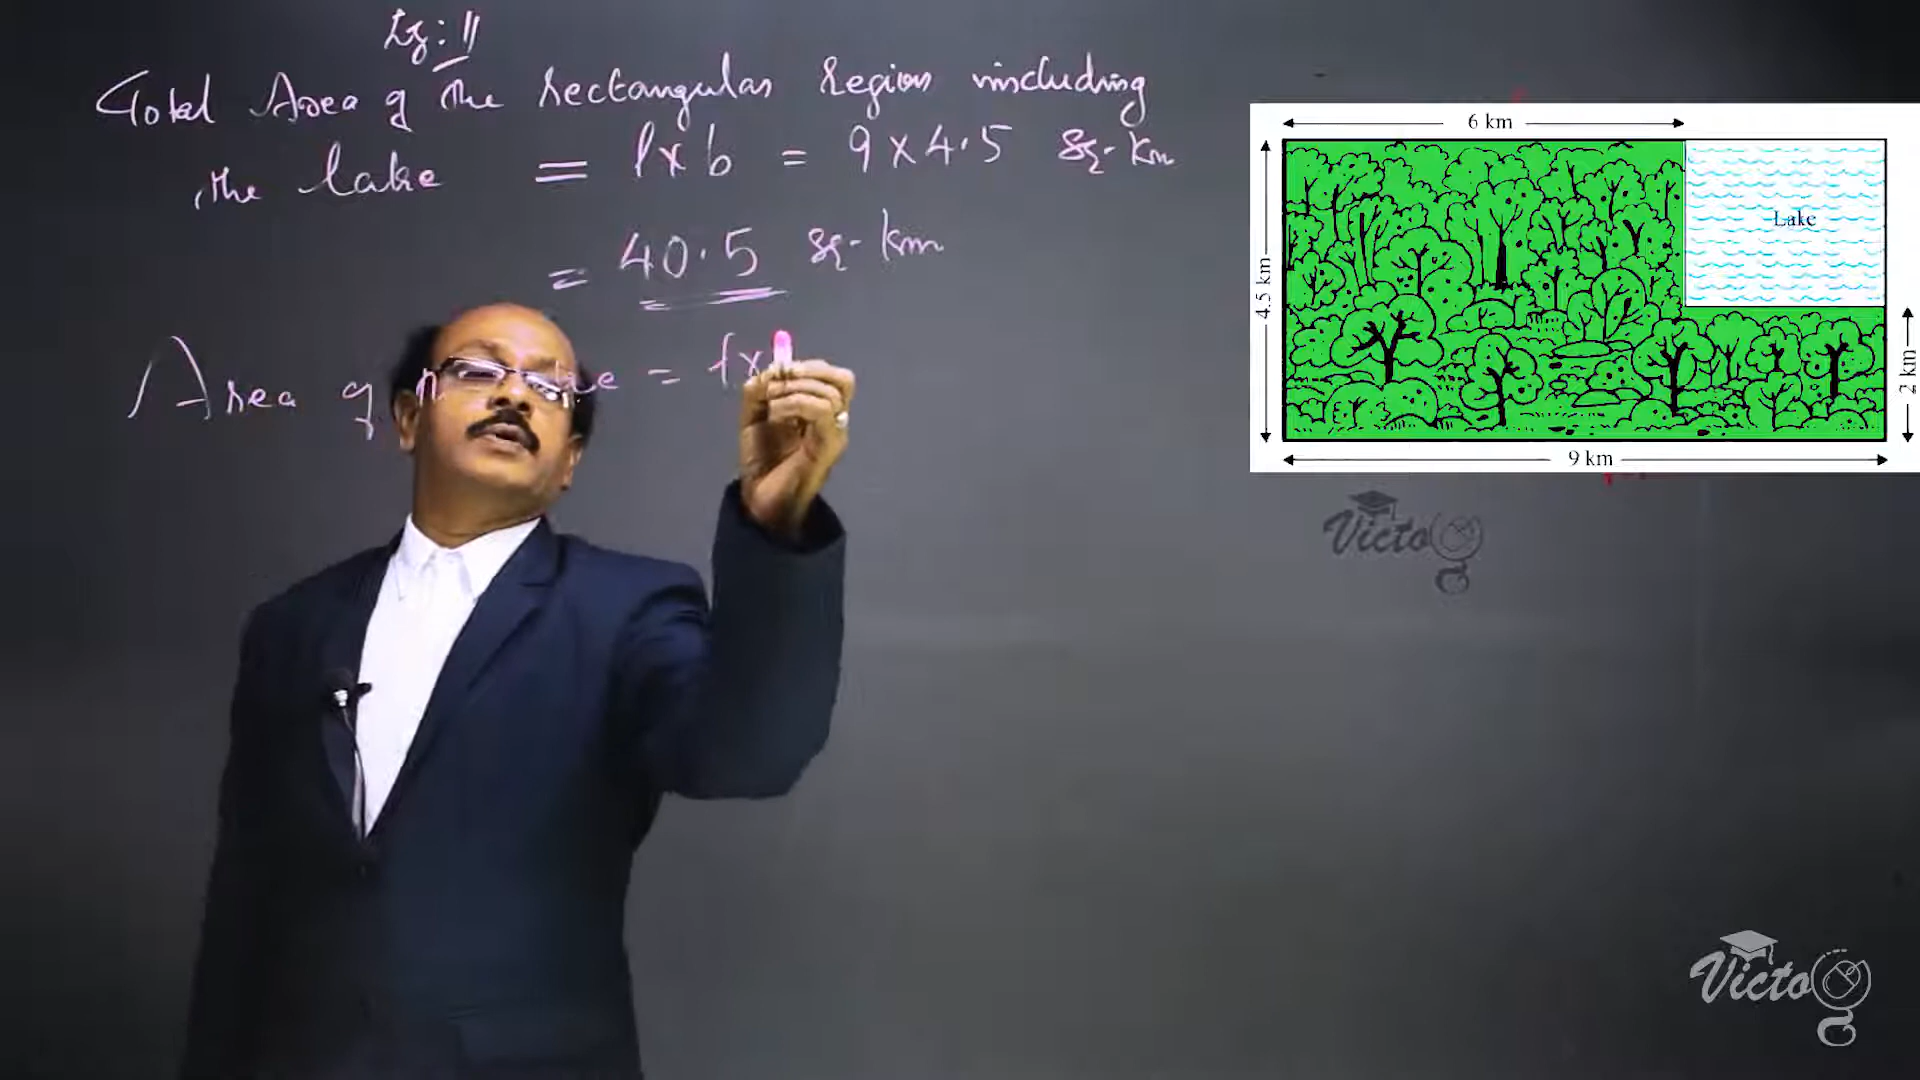 Eg: 11
Total Area of the rectangular region including
the lake = l x b = 9 x 4.5 sq. km
= 40.5 sq. km
Area of = l x
6 km
4.5 km
Lake
2 km
9 km
Victo
Victo